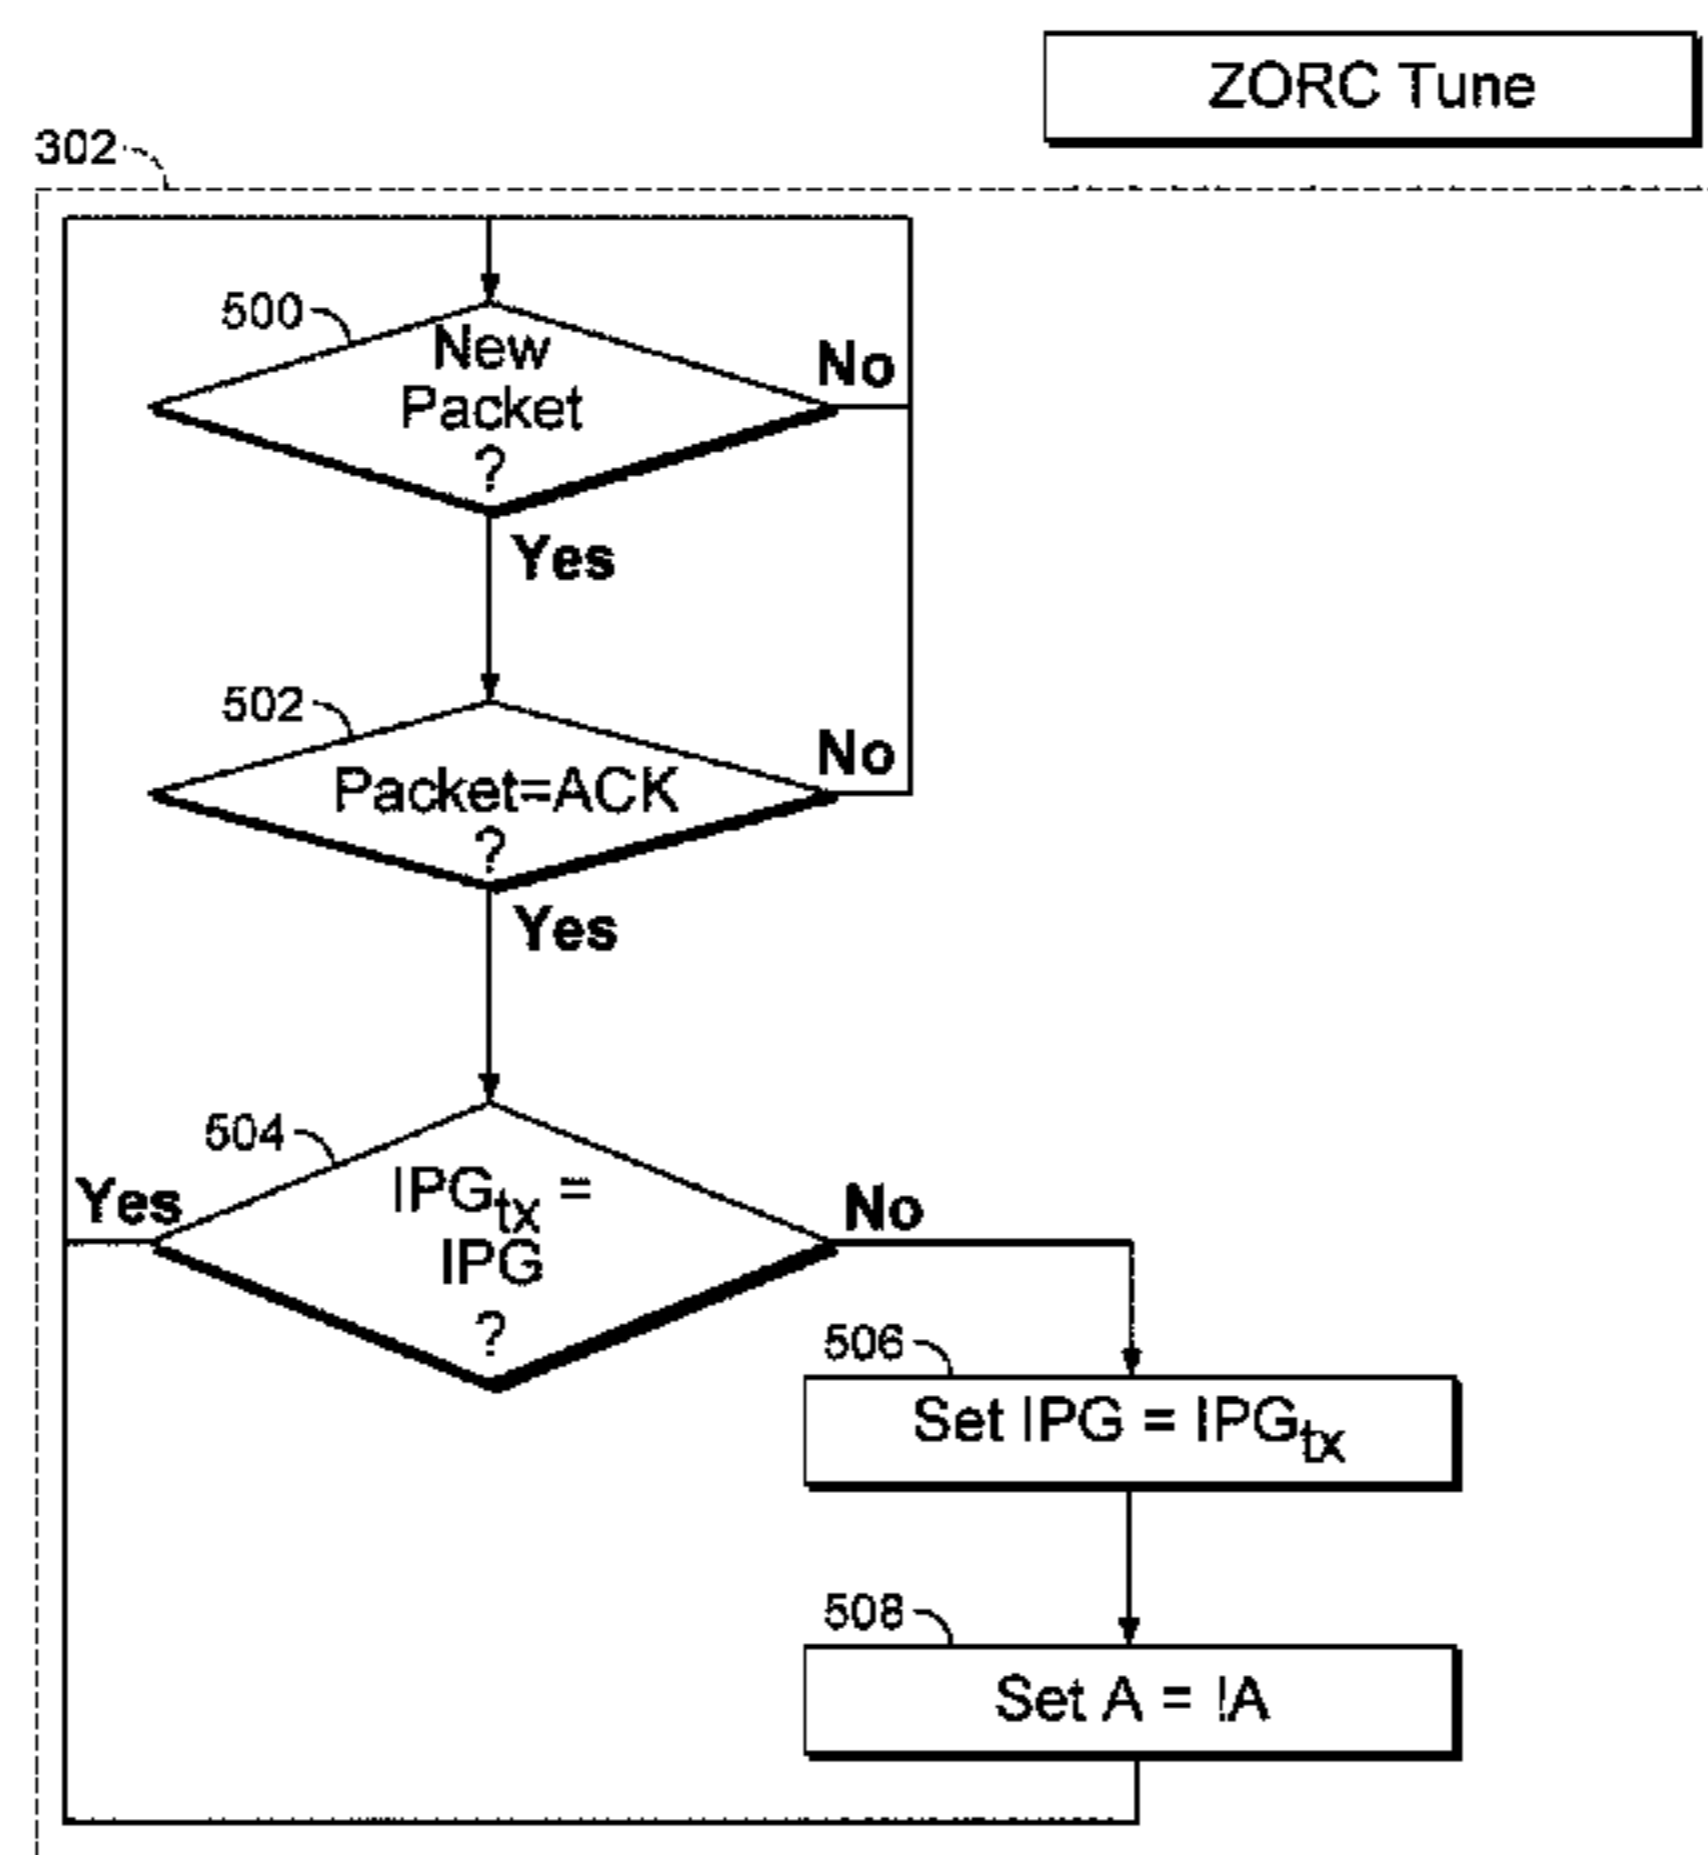 ZORC Tune
302
500
New
Packet
?
No
Yes
502
Packet=ACK
?
No
Yes
504
IPGtx =
IPG
?
Yes
No
506
Set IPG = IPGtx
508
Set A = !A